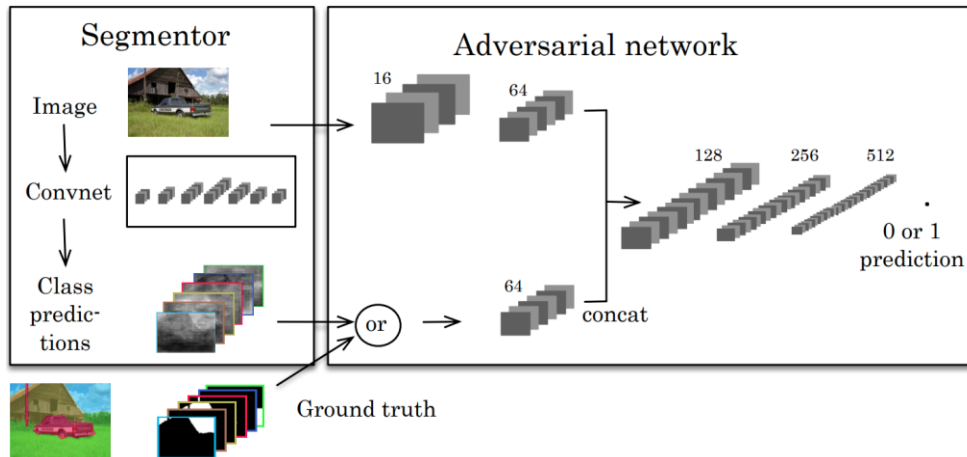 Segmentor
Adversarial network
Image
16
64
Convnet
128
256
512
0 or 1
prediction
Class
predic-
tions
or
64
concat
Ground truth